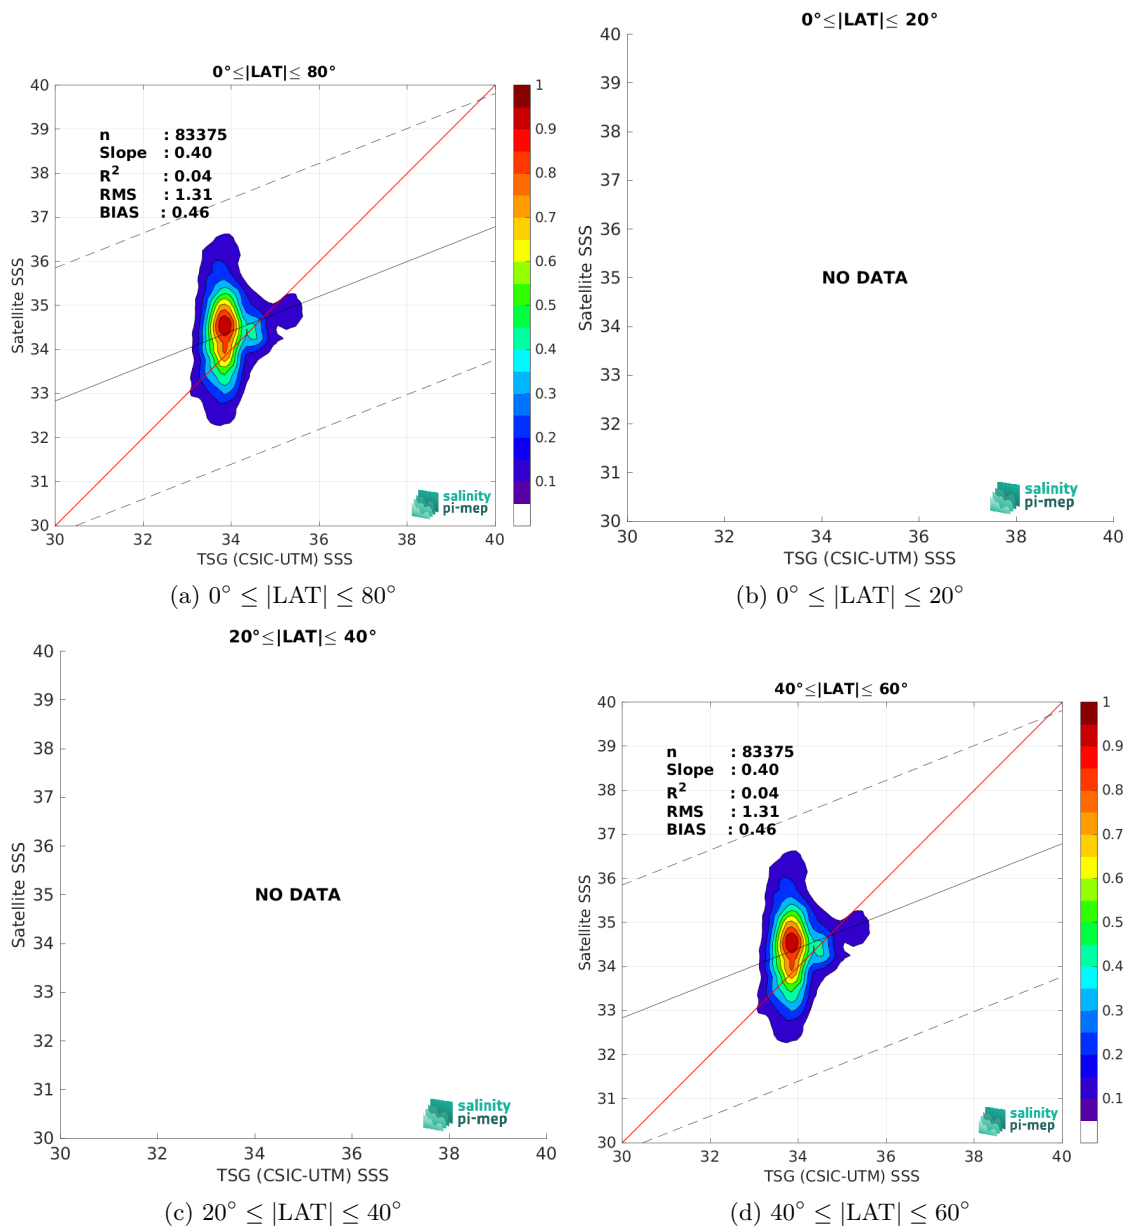 0°≤|LAT|≤ 80°
40
39
38
37
36
35
34
33
32
31
30
Satellite SSS
n : 83375
Slope : 0.40
R² : 0.04
RMS : 1.31
BIAS : 0.46
1
0.9
0.8
0.7
0.6
0.5
0.4
0.3
0.2
0.1
salinity
pi-mep
30 32 34 36 38 40
TSG (CSIC-UTM) SSS
(a) 0° ≤ |LAT| ≤ 80°
0°≤|LAT|≤ 20°
40
39
38
37
36
35
34
33
32
31
30
Satellite SSS
NO DATA
salinity
pi-mep
30 32 34 36 38 40
TSG (CSIC-UTM) SSS
(b) 0° ≤ |LAT| ≤ 20°
20°≤|LAT|≤ 40°
40
39
38
37
36
35
34
33
32
31
30
Satellite SSS
NO DATA
salinity
pi-mep
30 32 34 36 38 40
TSG (CSIC-UTM) SSS
(c) 20° ≤ |LAT| ≤ 40°
40°≤|LAT|≤ 60°
40
39
38
37
36
35
34
33
32
31
30
Satellite SSS
n : 83375
Slope : 0.40
R² : 0.04
RMS : 1.31
BIAS : 0.46
1
0.9
0.8
0.7
0.6
0.5
0.4
0.3
0.2
0.1
salinity
pi-mep
30 32 34 36 38 40
TSG (CSIC-UTM) SSS
(d) 40° ≤ |LAT| ≤ 60°